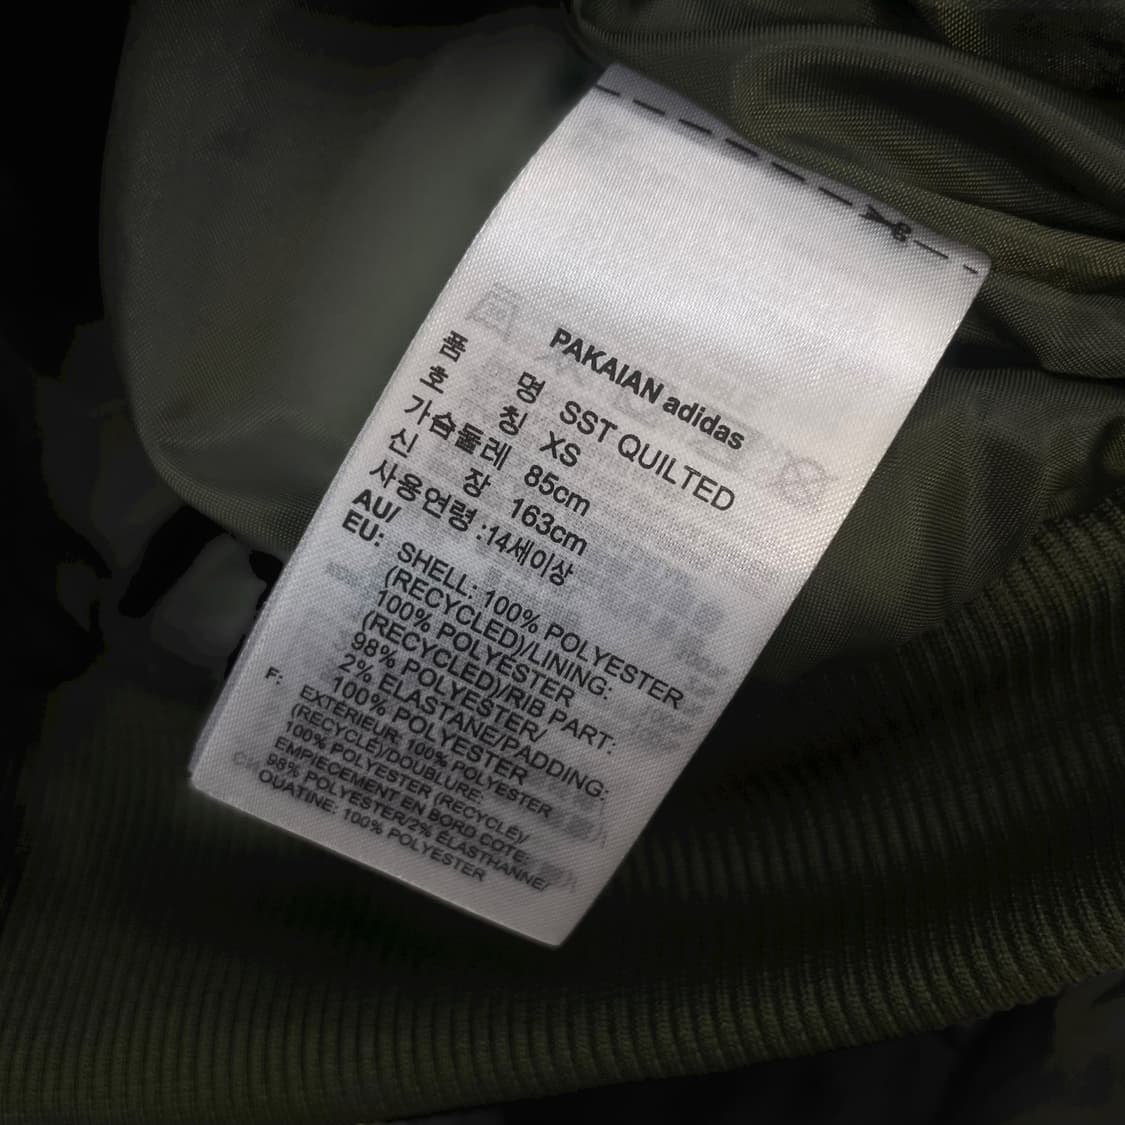 PAKAIAN adidas
품 명 SST QUILTED
호 칭 XS
가슴둘레 85cm
신 장 163cm
사용연령 :14세이상
AU/
EU: SHELL: 100% POLYESTER
(RECYCLED)/LINING:
100% POLYESTER
(RECYCLED)/RIB PART:
98% POLYESTER/
2% ELASTANE/PADDING:
100% POLYESTER
F: EXTÉRIEUR: 100% POLYESTER
(RECYCLÉ)/DOUBLURE:
100% POLYESTER (RECYCLÉ)/
EMPIÈCEMENT EN BORD CÔTE:
98% POLYESTER/2% ÉLASTHANNE/
OUATINE: 100% POLYESTER